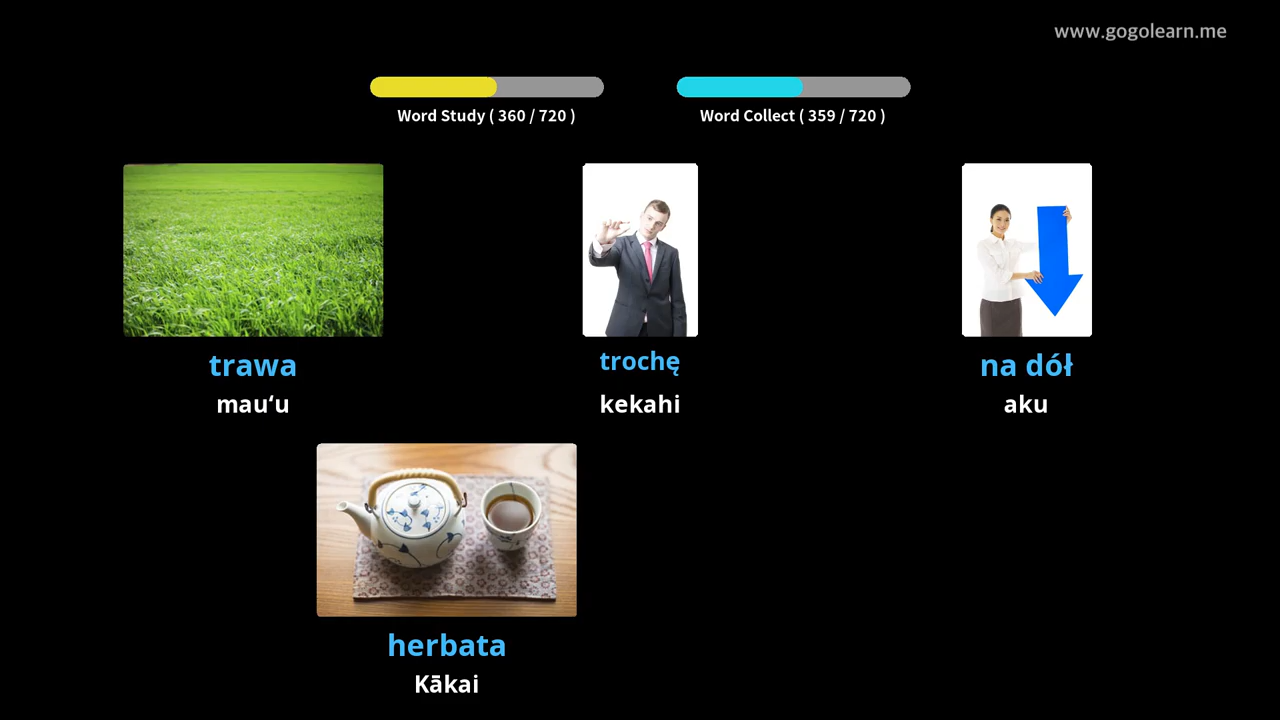 www.gogolearn.me
Word Study ( 360 / 720 )
Word Collect ( 359 / 720 )
trawa
mauʻu
trochę
kekahi
na dół
aku
herbata
Kākai